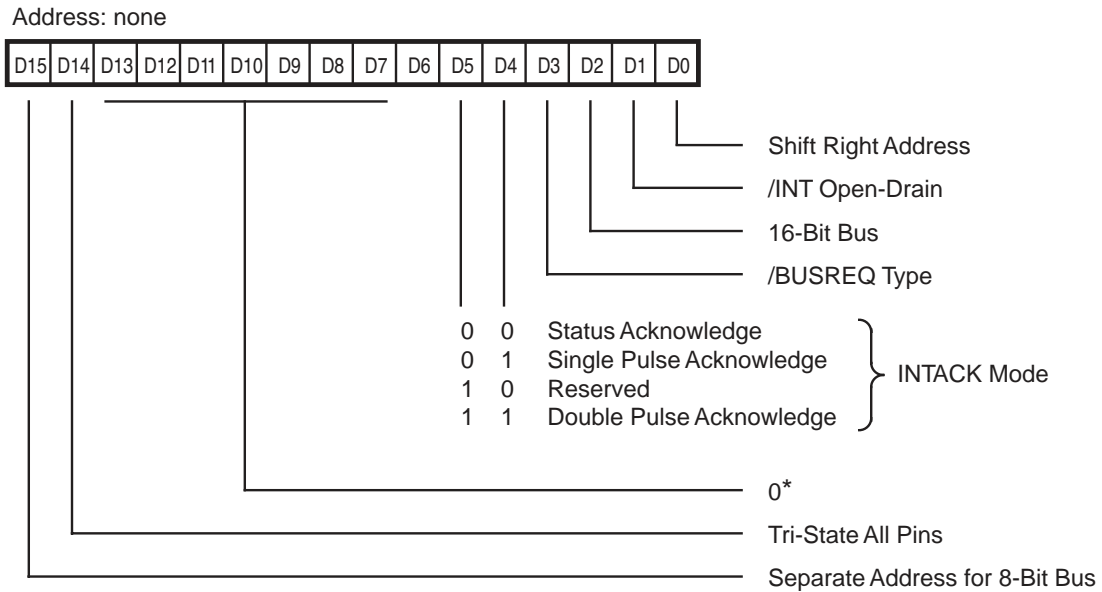 Address: none
D15 D14 D13 D12 D11 D10 D9 D8 D7 D6 D5 D4 D3 D2 D1 D0
Shift Right Address
/INT Open-Drain
16-Bit Bus
/BUSREQ Type
0 0 Status Acknowledge
0 1 Single Pulse Acknowledge
INTACK Mode
1 0 Reserved
1 1 Double Pulse Acknowledge
0*
Tri-State All Pins
Separate Address for 8-Bit Bus